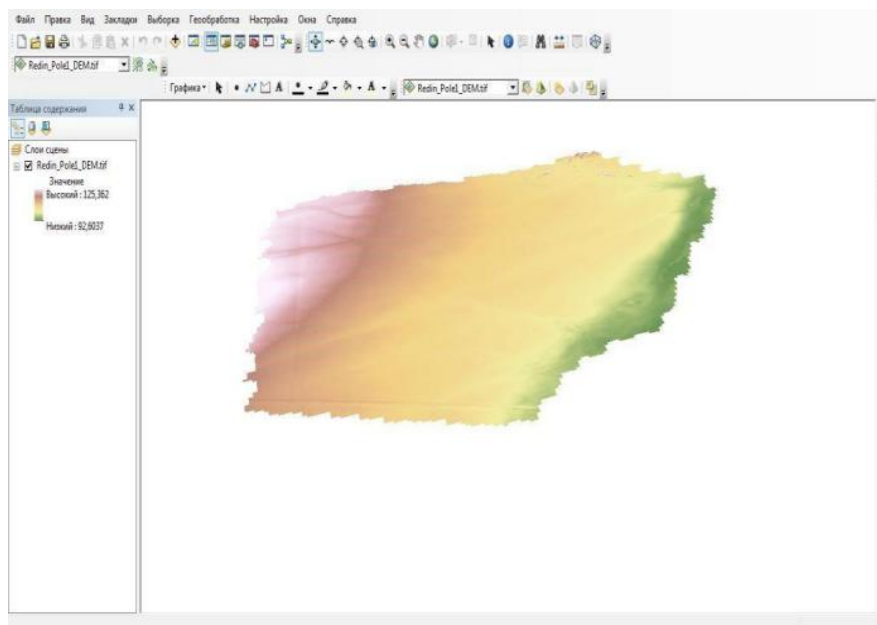 Файл Правка Вид Закладки Выборка Геообработка Настройка Окна Справка
Redin_Pole1_DEM.tif
Графика A A Redin_Pole1_DEM.tif
Таблица содержания
Слои сцены
Redin_Pole1_DEM.tif
Значение
Высокий : 125,362
Низкий : 92,6037